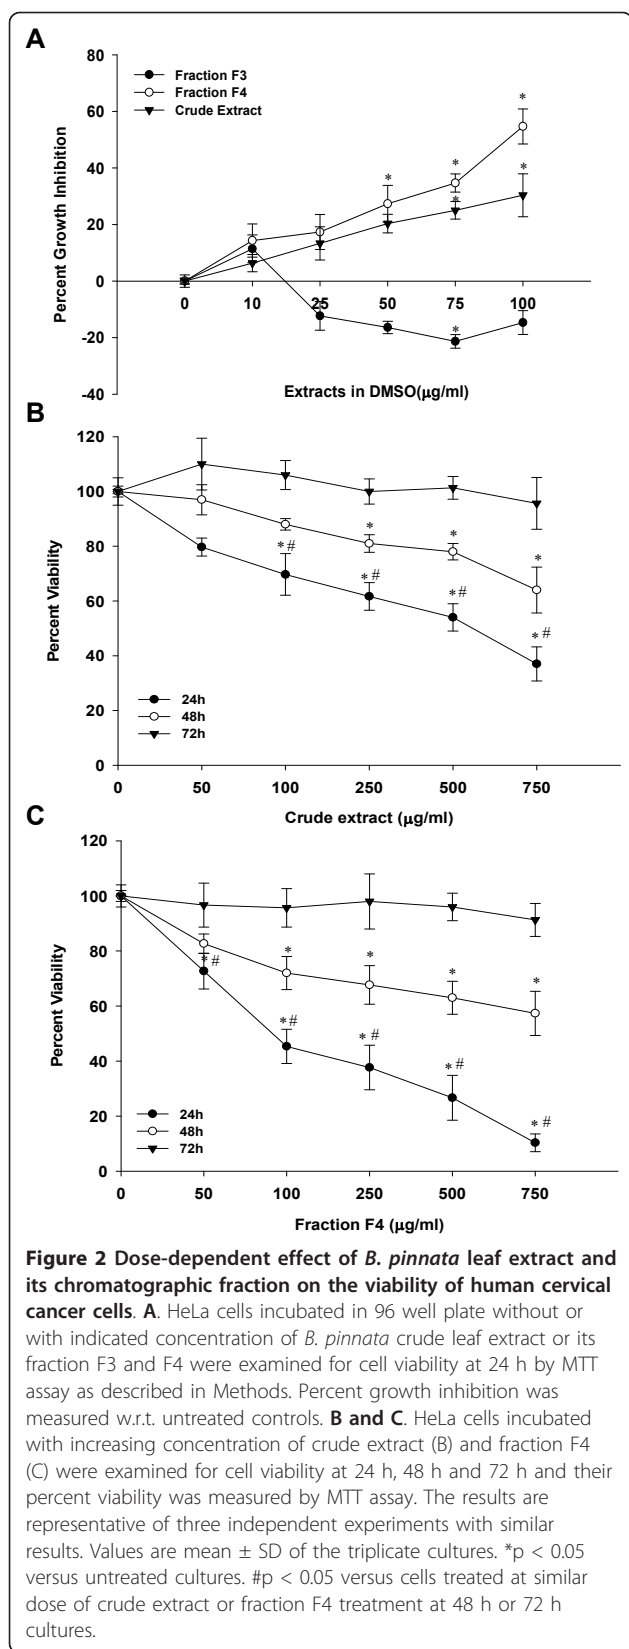 A
80
60
40
20
0
-20
-40
Percent Growth Inhibition
Fraction F3
Fraction F4
Crude Extract
* * * * * * *
0 10 25 50 75 100
Extracts in DMSO(µg/ml)
B
120
100
80
60
40
20
0
Percent Viability
* * *
*# *# *# *#
24h
48h
72h
0 50 100 250 500 750
Crude extract (µg/ml)
C
120
100
80
60
40
20
0
Percent Viability
* * * *
*# *# *# *# *#
24h
48h
72h
0 50 100 250 500 750
Fraction F4 (µg/ml)
Figure 2 Dose-dependent effect of B. pinnata leaf extract and
its chromatographic fraction on the viability of human cervical
cancer cells. A. HeLa cells incubated in 96 well plate without or
with indicated concentration of B. pinnata crude leaf extract or its
fraction F3 and F4 were examined for cell viability at 24 h by MTT
assay as described in Methods. Percent growth inhibition was
measured w.r.t. untreated controls. B and C. HeLa cells incubated
with increasing concentration of crude extract (B) and fraction F4
(C) were examined for cell viability at 24 h, 48 h and 72 h and their
percent viability was measured by MTT assay. The results are
representative of three independent experiments with similar
results. Values are mean ± SD of the triplicate cultures. *p < 0.05
versus untreated cultures. #p < 0.05 versus cells treated at similar
dose of crude extract or fraction F4 treatment at 48 h or 72 h
cultures.